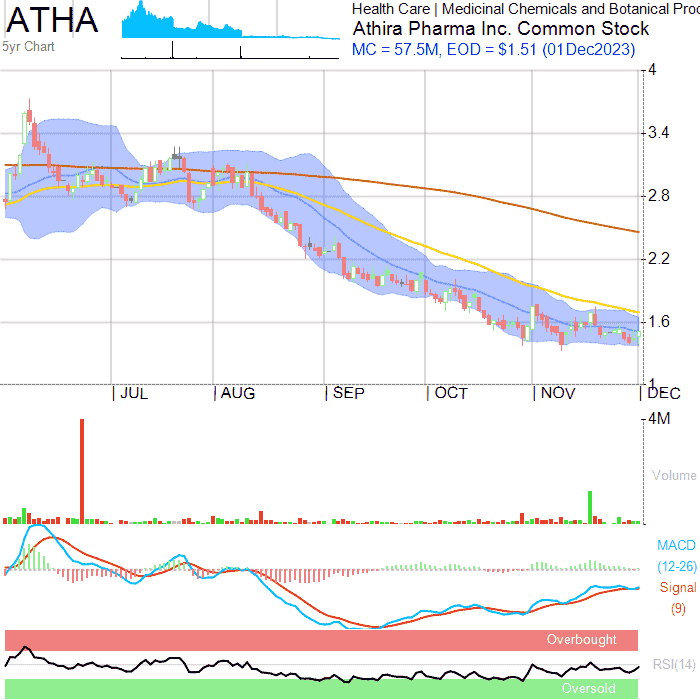 ATHA
5yr Chart
Health Care | Medicinal Chemicals and Botanical Proc
Athira Pharma Inc. Common Stock
MC = 57.5M, EOD = $1.51 (01Dec2023)
4
3.4
2.8
2.2
1.6
1
| JUL | AUG | SEP | OCT | NOV | DEC
4M
Volume
MACD
(12-26)
Signal
(9)
Overbought
RSI(14)
Oversold